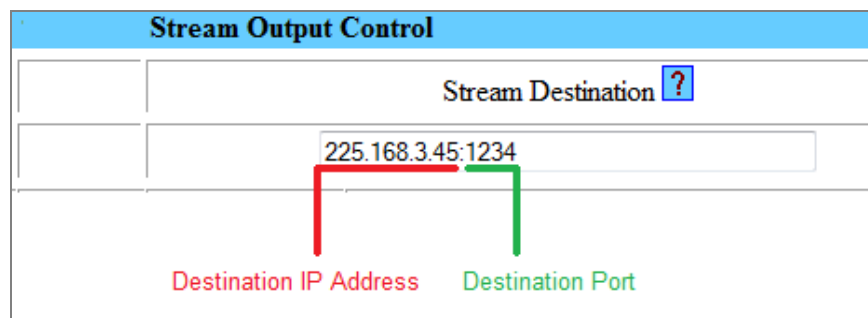 Stream Output Control
Stream Destination ?
225.168.3.45:1234
Destination IP Address Destination Port